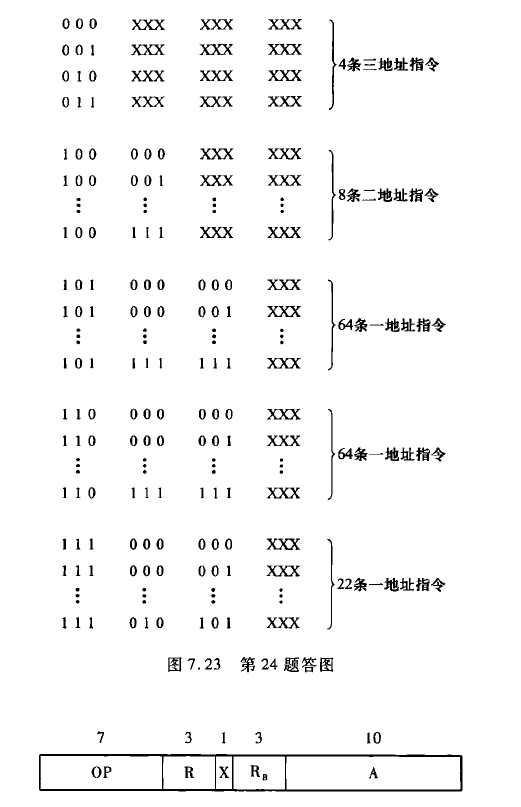 000 XXX XXX XXX
001 XXX XXX XXX
010 XXX XXX XXX
011 XXX XXX XXX
4条三地址指令
100 000 XXX XXX
100 001 XXX XXX
⋮ ⋮ ⋮ ⋮
100 111 XXX XXX
8条二地址指令
101 000 000 XXX
101 000 001 XXX
⋮ ⋮ ⋮ ⋮
101 111 111 XXX
64条一地址指令
110 000 000 XXX
110 000 001 XXX
⋮ ⋮ ⋮ ⋮
110 111 111 XXX
64条一地址指令
111 000 000 XXX
111 000 001 XXX
⋮ ⋮ ⋮ ⋮
111 010 101 XXX
22条一地址指令
图 7.23 第 24 题答图
7 3 1 3 10
OP R X R_B A